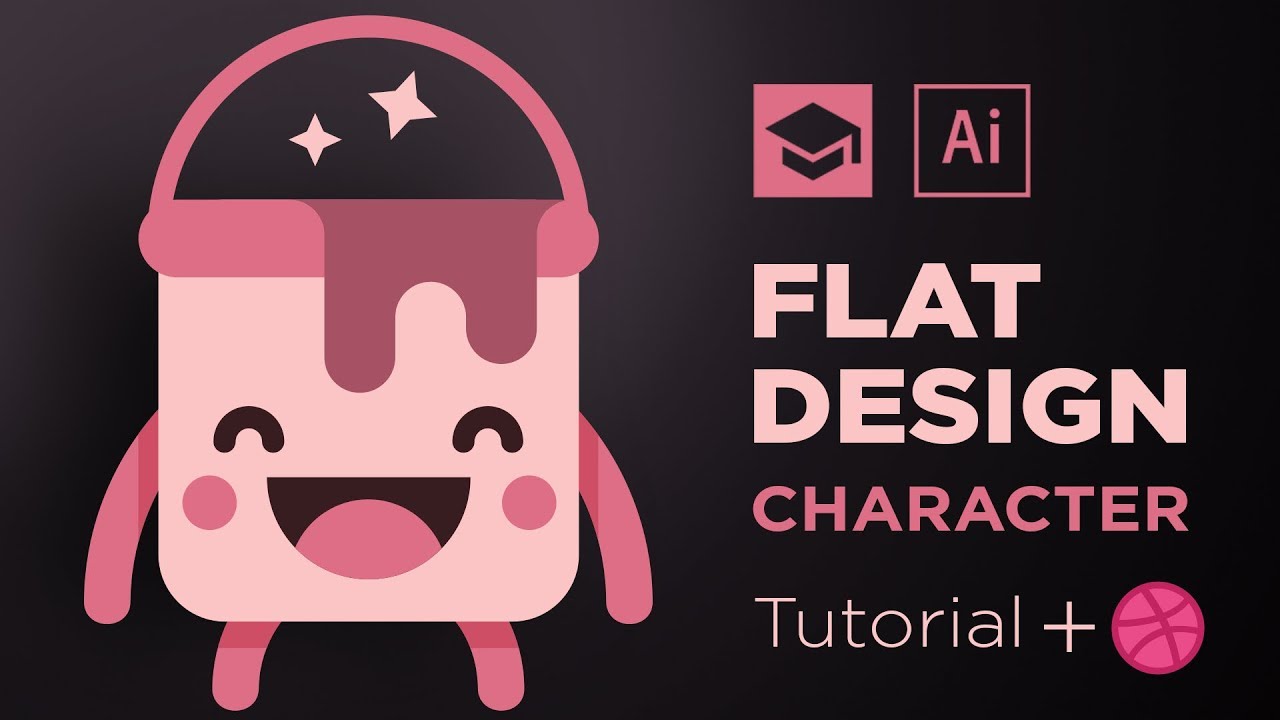 Ai
FLAT
DESIGN
CHARACTER
Tutorial +